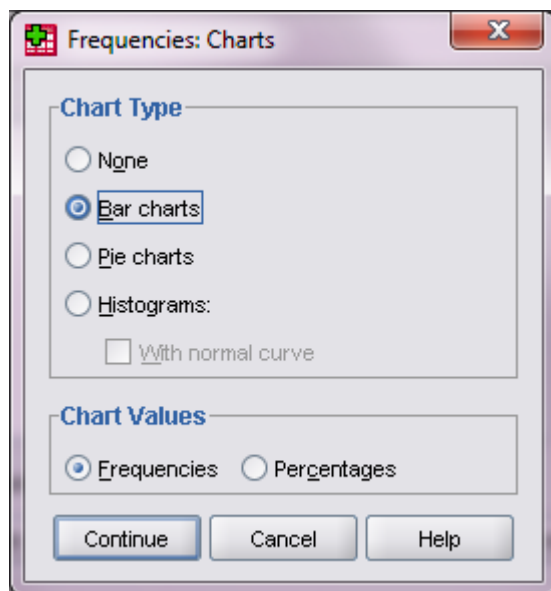 Frequencies: Charts
Chart Type
None
Bar charts
Pie charts
Histograms:
With normal curve
Chart Values
Frequencies Percentages
Continue Cancel Help